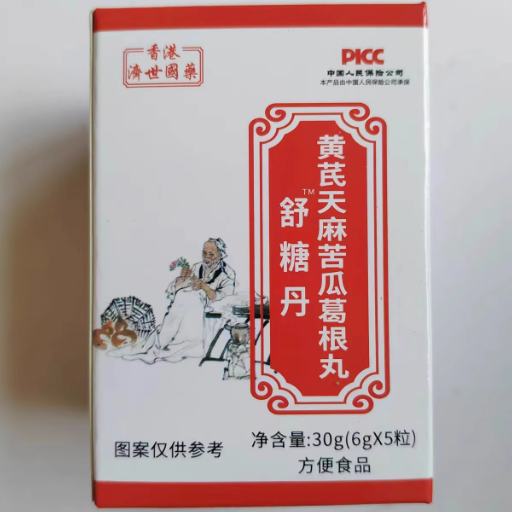 香港
濟世國藥
PICC
中国人民保险公司
本产品由中国人民保险公司承保
黄芪天麻苦瓜葛根丸
舒糖丹
TM
图案仅供参考
净含量:30g(6gX5粒)
方便食品